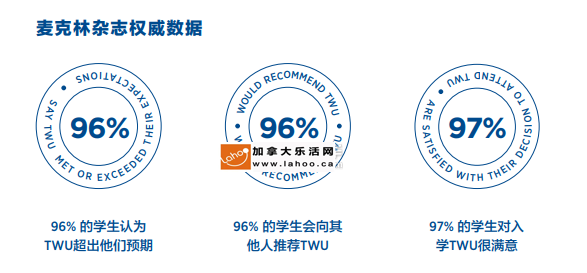 麦克林杂志权威数据
SAY TWU MET OR EXCEEDED THEIR EXPECTATIONS
96%
WOULD RECOMMEND TWU
96%
ARE SATISFIED WITH THEIR DECISION TO ATTEND TWU
97%
Lahoo
加拿大乐活网
www.lahoo.ca
96% 的学生认为
TWU超出他们预期
96% 的学生会向其
他人推荐TWU
97% 的学生对入
学TWU很满意